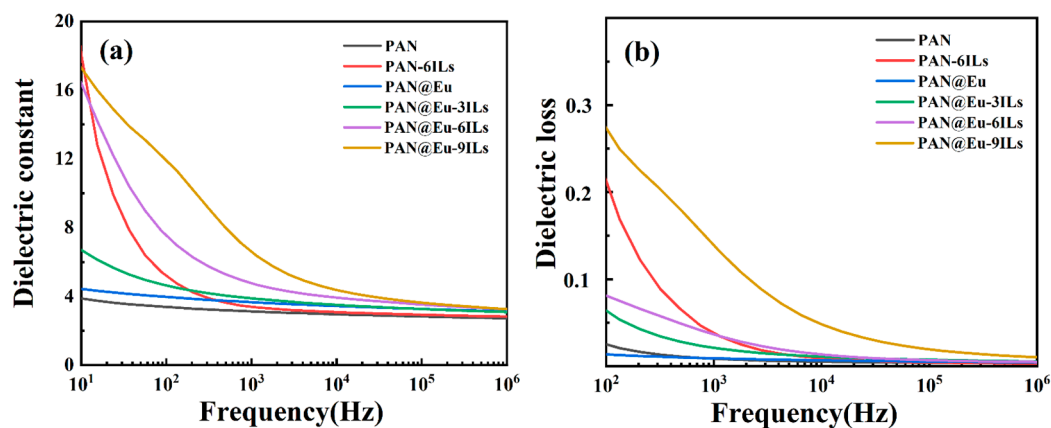 (a)
Dielectric constant
20
16
12
8
4
0
PAN
PAN-6ILs
PAN@Eu
PAN@Eu-3ILs
PAN@Eu-6ILs
PAN@Eu-9ILs
10¹ 10² 10³ 10⁴ 10⁵ 10⁶
Frequency(Hz)
(b)
Dielectric loss
0.3
0.2
0.1
PAN
PAN-6ILs
PAN@Eu
PAN@Eu-3ILs
PAN@Eu-6ILs
PAN@Eu-9ILs
10² 10³ 10⁴ 10⁵ 10⁶
Frequency(Hz)